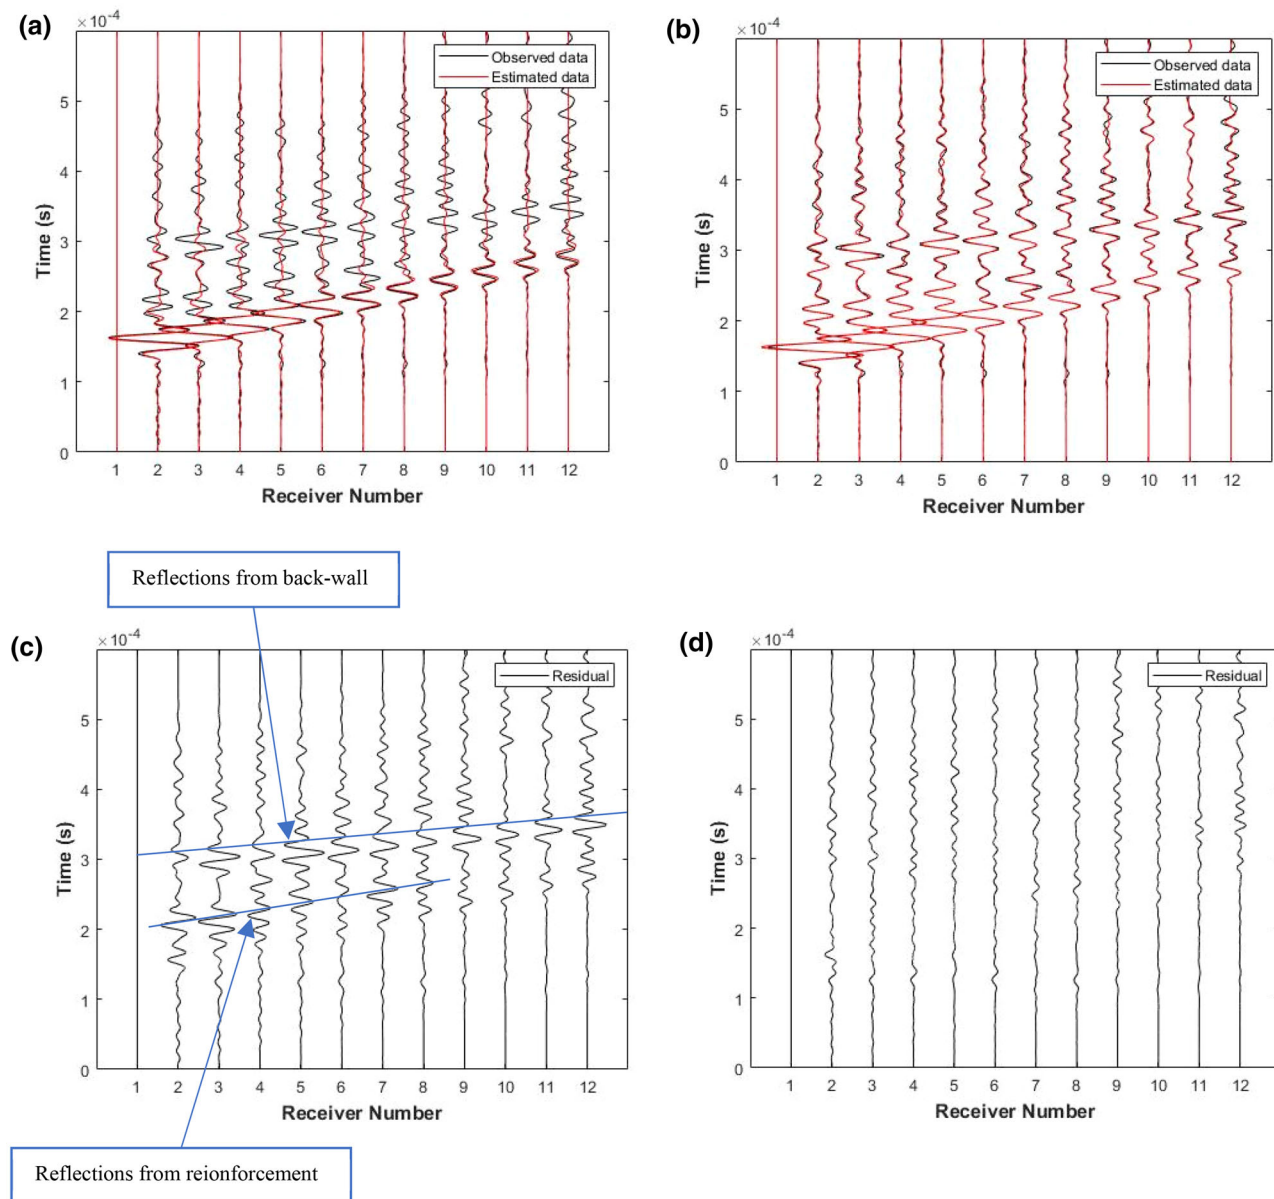 (a)
×10-4
Observed data
Estimated data
5
4
3
2
1
0
Time (s)
1 2 3 4 5 6 7 8 9 10 11 12
Receiver Number
(b)
×10-4
Observed data
Estimated data
5
4
3
2
1
0
Time (s)
1 2 3 4 5 6 7 8 9 10 11 12
Receiver Number
Reflections from back-wall
(c)
×10-4
Residual
5
4
3
2
1
0
Time (s)
1 2 3 4 5 6 7 8 9 10 11 12
Receiver Number
Reflections from reionforcement
(d)
×10-4
Residual
5
4
3
2
1
0
Time (s)
1 2 3 4 5 6 7 8 9 10 11 12
Receiver Number